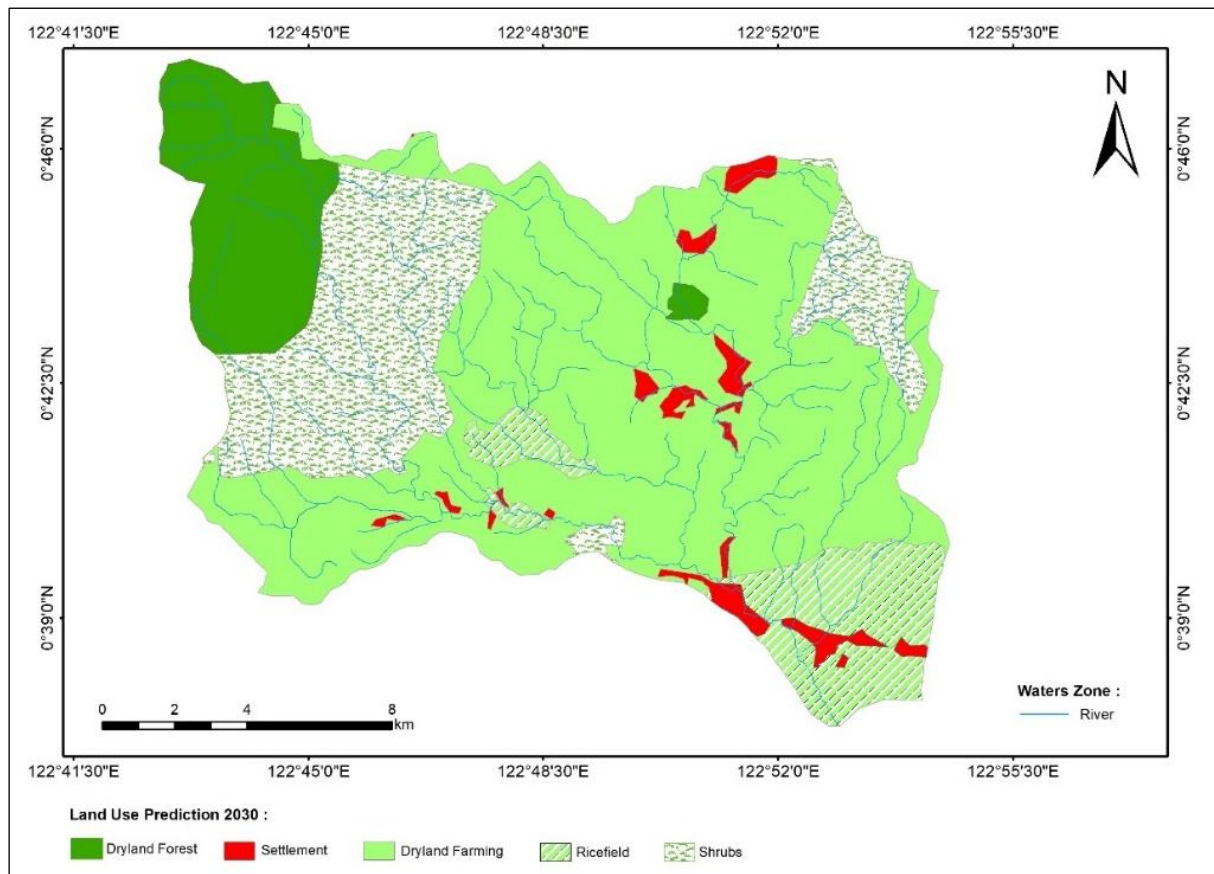 122°41'30"E 122°45'0"E 122°48'30"E 122°52'0"E 122°55'30"E
N
0°46'0"N 0°46'0"N
0°42'30"N 0°42'30"N
0°39'0"N 0°39'0"N
0 2 4 8
km
Waters Zone :
River
122°41'30"E 122°45'0"E 122°48'30"E 122°52'0"E 122°55'30"E
Land Use Prediction 2030 :
Dryland Forest Settlement Dryland Farming Ricefield Shrubs